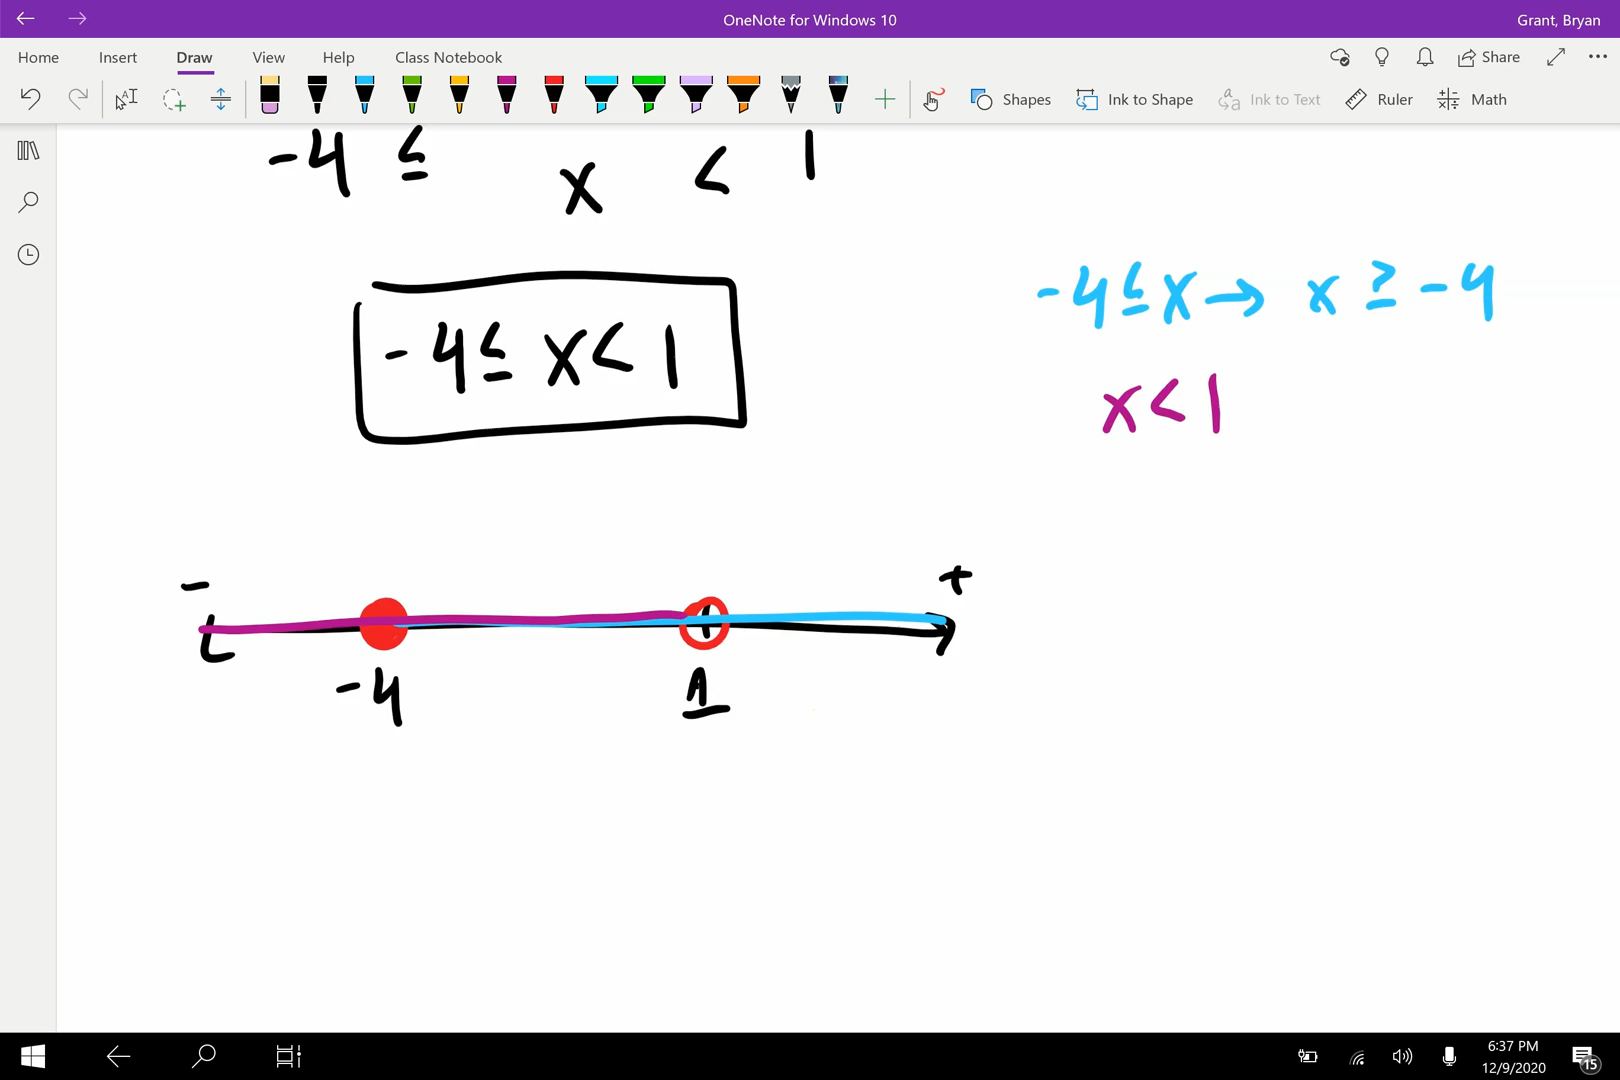 OneNote for Windows 10
Grant, Bryan
Home Insert Draw View Help Class Notebook
Share
Shapes Ink to Shape Ink to Text Ruler Math
-4 ≤ x < 1
-4 ≤ x < 1
-4 ≤ x → x ≥ -4
x < 1
- +
-4 1
6:37 PM
12/9/2020
15